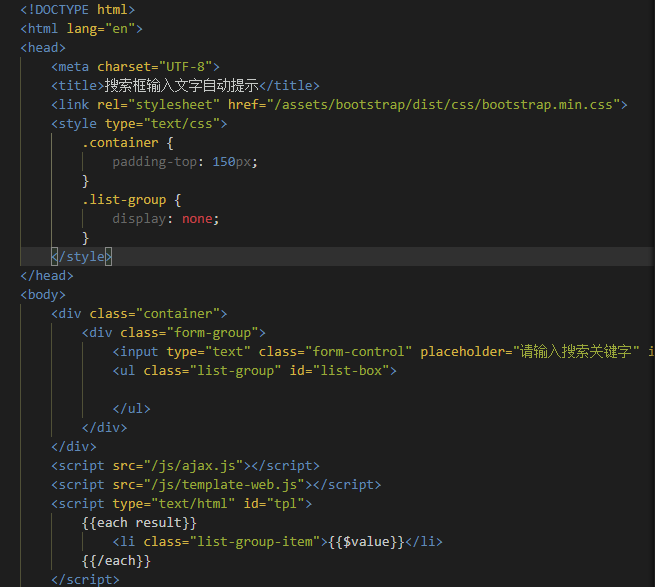 <!DOCTYPE html>
<html lang="en">
<head>
    <meta charset="UTF-8">
    <title>搜索框输入文字自动提示</title>
    <link rel="stylesheet" href="/assets/bootstrap/dist/css/bootstrap.min.css">
    <style type="text/css">
        .container {
            padding-top: 150px;
        }
        .list-group {
            display: none;
        }
    </style>
</head>
<body>
    <div class="container">
        <div class="form-group">
            <input type="text" class="form-control" placeholder="请输入搜索关键字" i
            <ul class="list-group" id="list-box">

            </ul>
        </div>
    </div>
    <script src="/js/ajax.js"></script>
    <script src="/js/template-web.js"></script>
    <script type="text/html" id="tpl">
        {{each result}}
            <li class="list-group-item">{{$value}}</li>
        {{/each}}
    </script>